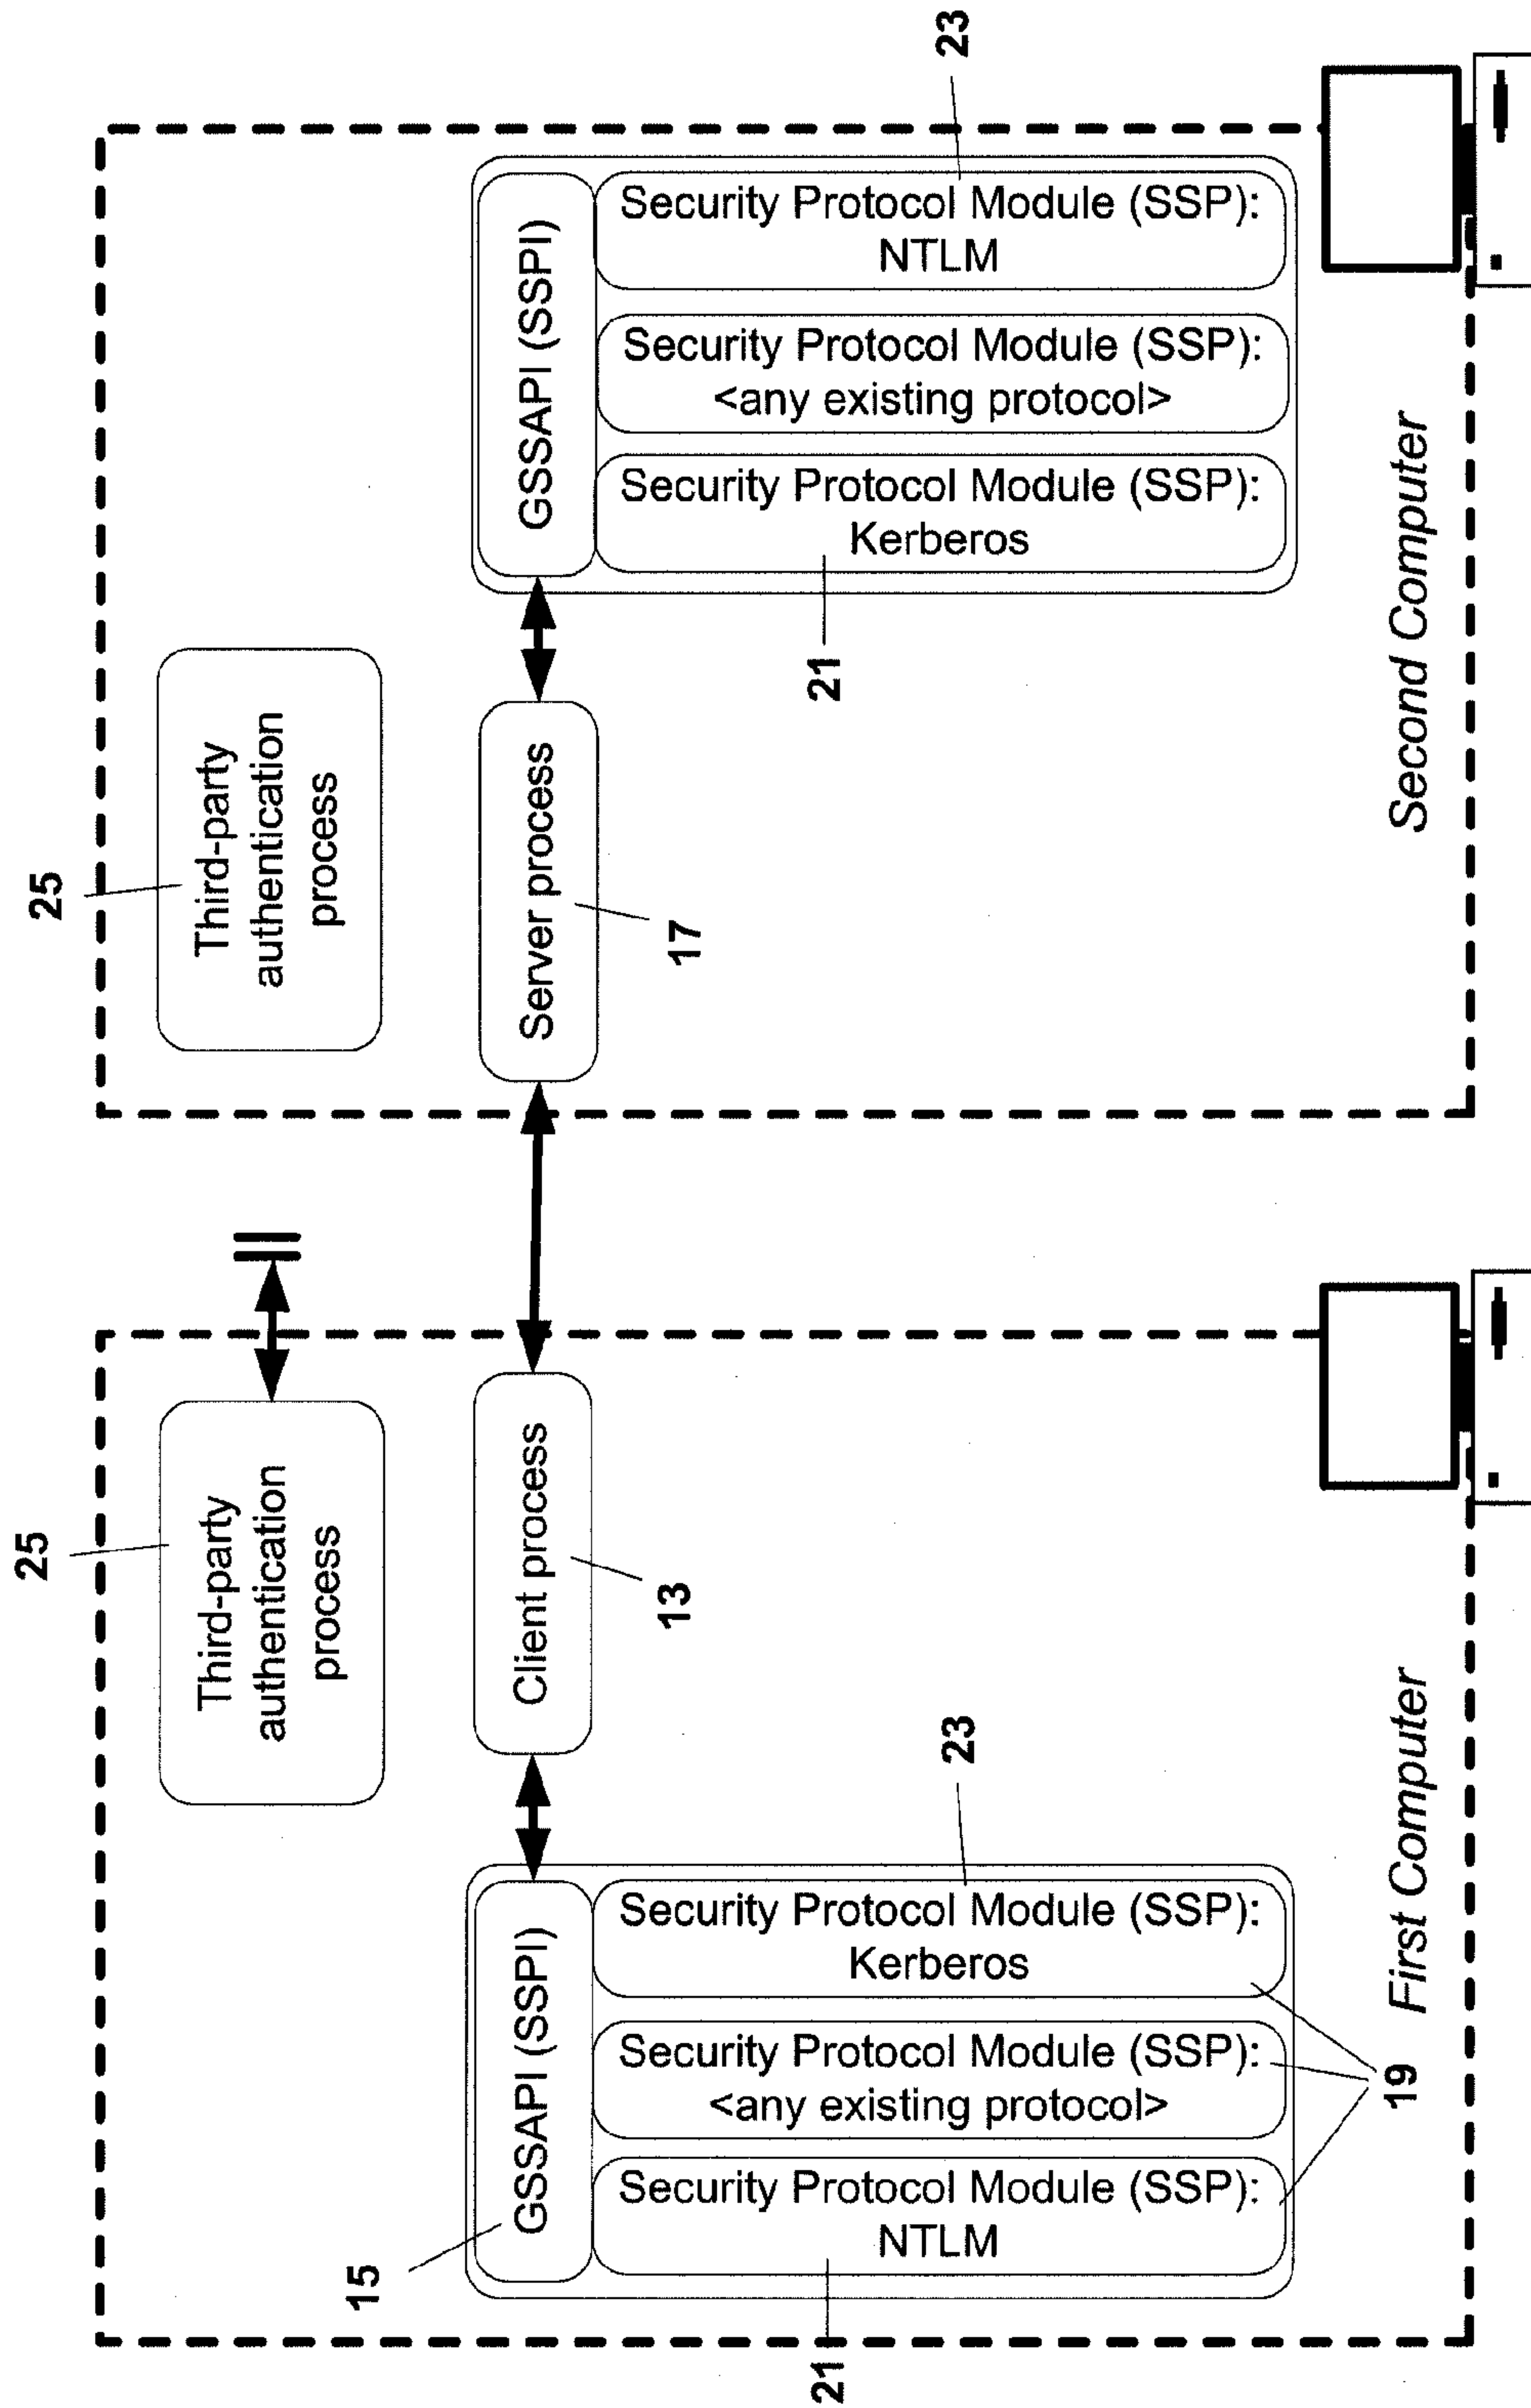 25
Third-party
authentication
process
15
GSSAPI (SSPI)
Client process
13
21
Security Protocol Module (SSP):
NTLM
Security Protocol Module (SSP):
<any existing protocol>
Security Protocol Module (SSP):
Kerberos
23
19
First Computer
25
Third-party
authentication
process
Server process
17
GSSAPI (SSPI)
21
Security Protocol Module (SSP):
Kerberos
Security Protocol Module (SSP):
<any existing protocol>
Security Protocol Module (SSP):
NTLM
23
Second Computer